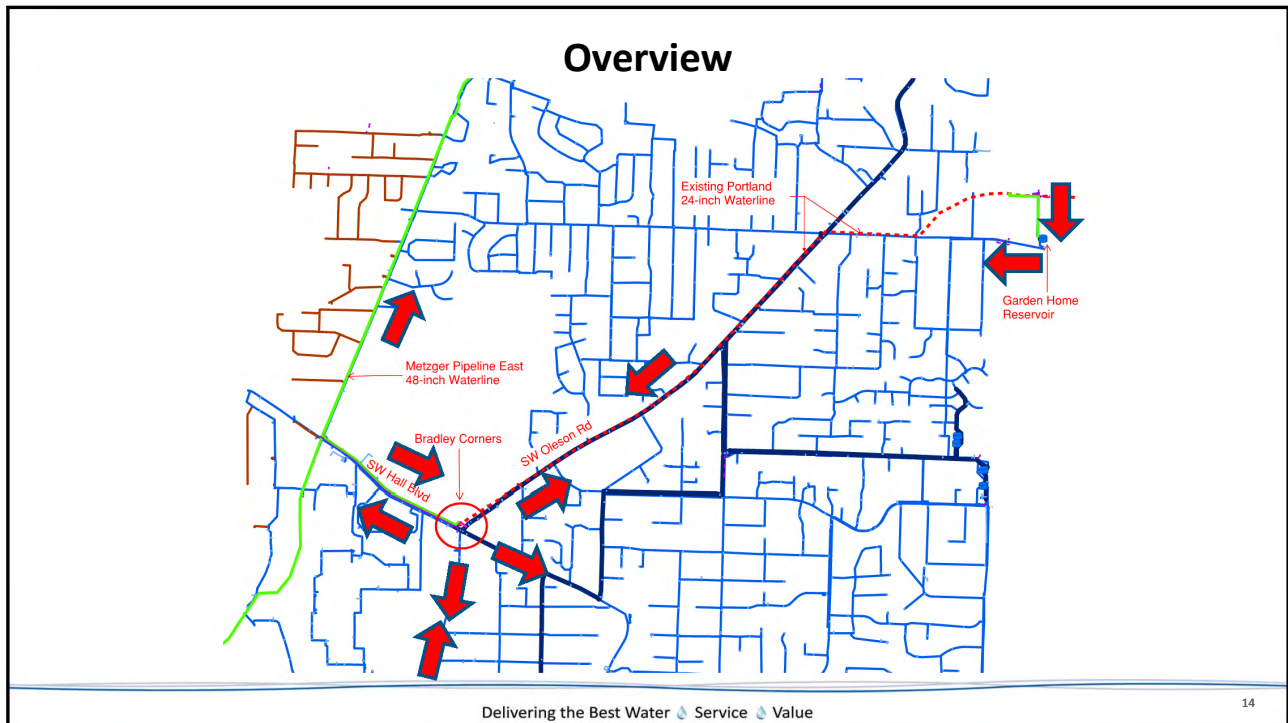 Overview
Existing Portland
24-inch Waterline
Garden Home
Reservoir
Metzger Pipeline East
48-inch Waterline
Bradley Corners
SW Oleson Rd
SW Hall Blvd
Delivering the Best Water Service Value
14